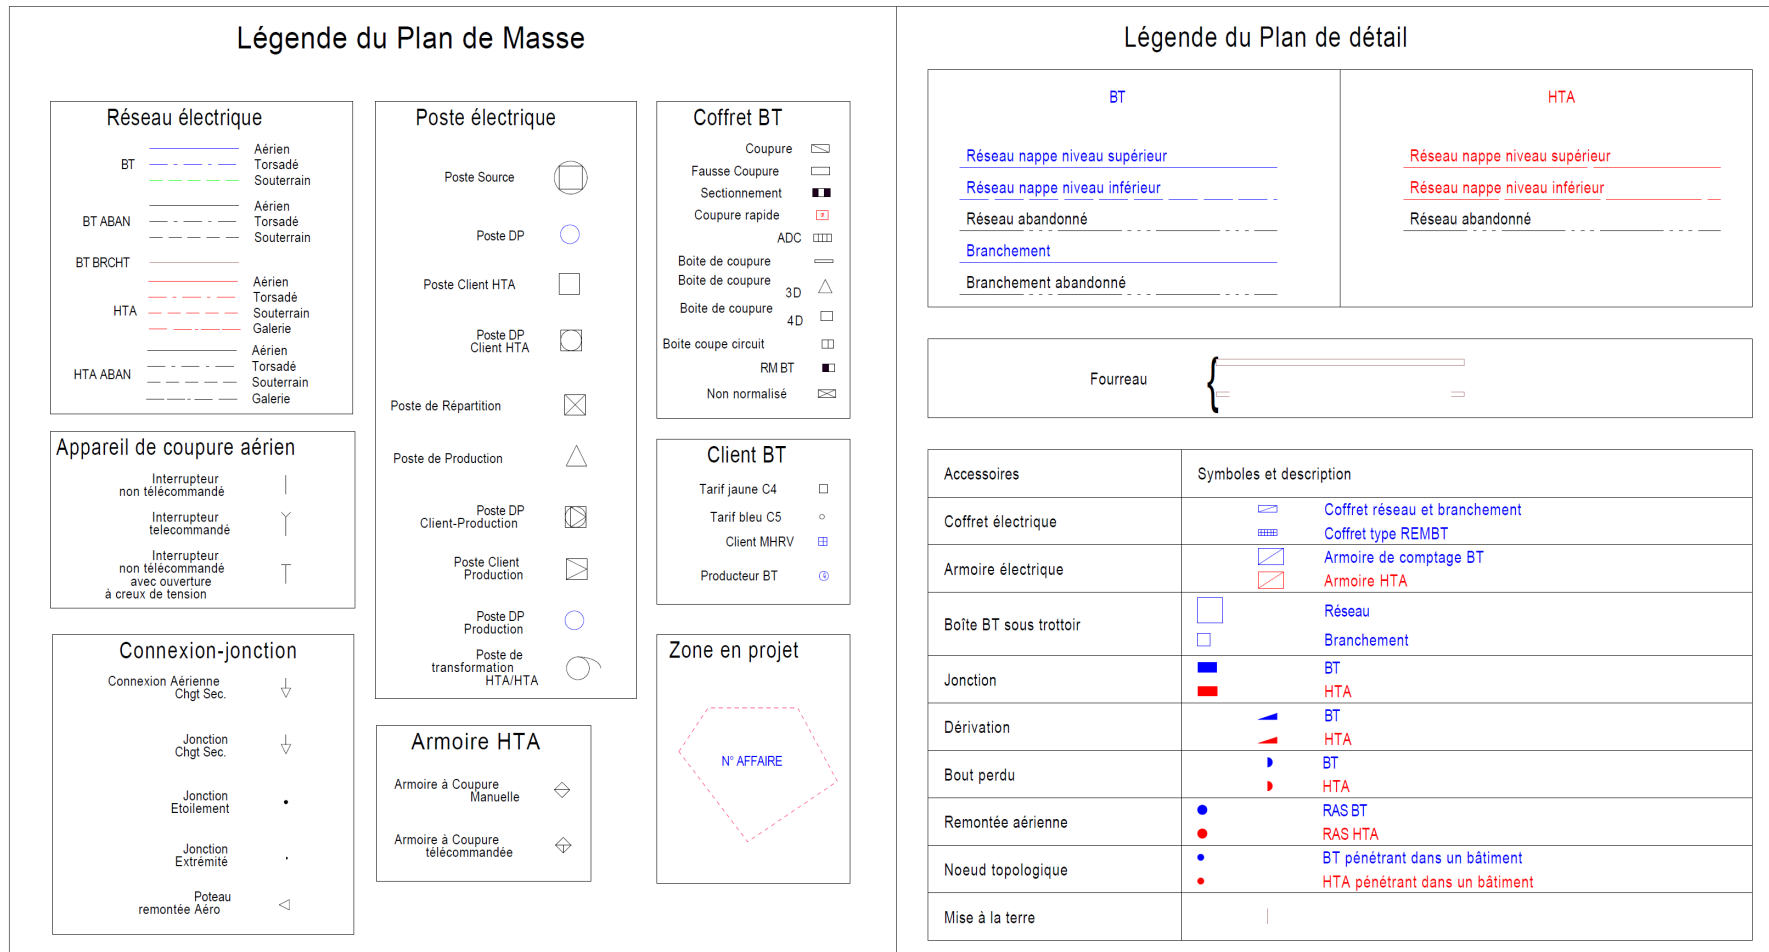 Légende du Plan de Masse
Réseau électrique
BT
Aérien
Torsadé
Souterrain
BT ABAN
Aérien
Torsadé
Souterrain
BT BRCHT
HTA
Aérien
Torsadé
Souterrain
Galerie
HTA ABAN
Aérien
Torsadé
Souterrain
Galerie
Appareil de coupure aérien
Interrupteur
non télécommandé
Interrupteur
telecommandé
Interrupteur
non télécommandé
avec ouverture
à creux de tension
Connexion-jonction
Connexion Aérienne
Chgt Sec.
Jonction
Chgt Sec.
Jonction
Etoilement
Jonction
Extrémité
Poteau
remontée Aéro
Poste électrique
Poste Source
Poste DP
Poste Client HTA
Poste DP
Client HTA
Poste de Répartition
Poste de Production
Poste DP
Client-Production
Poste Client
Production
Poste DP
Production
Poste de
transformation
HTA/HTA
Armoire HTA
Armoire à Coupure
Manuelle
Armoire à Coupure
télécommandée
Coffret BT
Coupure
Fausse Coupure
Sectionnement
Coupure rapide
ADC
Boite de coupure
Boite de coupure
3D
Boite de coupure
4D
Boite coupe circuit
RM BT
Non normalisé
Client BT
Tarif jaune C4
Tarif bleu C5
Client MHRV
Producteur BT
Zone en projet
N° AFFAIRE
Légende du Plan de détail
BT
Réseau nappe niveau supérieur
Réseau nappe niveau inférieur
Réseau abandonné
Branchement
Branchement abandonné
HTA
Réseau nappe niveau supérieur
Réseau nappe niveau inférieur
Réseau abandonné
Fourreau
Accessoires
Symboles et description
Coffret électrique
Coffret réseau et branchement
Coffret type REMBT
Armoire électrique
Armoire de comptage BT
Armoire HTA
Boîte BT sous trottoir
Réseau
Branchement
Jonction
BT
HTA
Dérivation
BT
HTA
Bout perdu
BT
HTA
Remontée aérienne
RAS BT
RAS HTA
Noeud topologique
BT pénétrant dans un bâtiment
HTA pénétrant dans un bâtiment
Mise à la terre